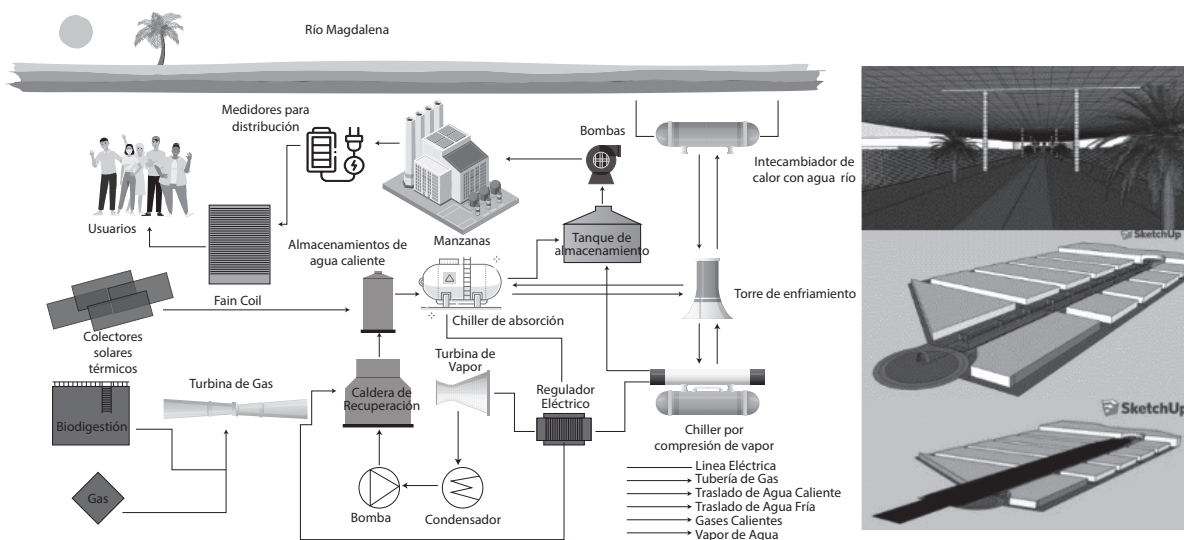 Río Magdalena
Medidores para
distribución
Bombas
Intecambiador de
calor con agua río
Usuarios
Manzanas
Tanque de
almacenamiento
Almacenamientos de
agua caliente
Fain Coil
Chiller de absorción
Torre de enfriamiento
Colectores
solares
térmicos
Turbina de Gas
Turbina de
Vapor
Caldera de
Recuperación
Regulador
Eléctrico
Biodigestión
Chiller por
compresión de vapor
Gas
Bomba
Condensador
Linea Eléctrica
Tubería de Gas
Traslado de Agua Caliente
Traslado de Agua Fría
Gases Calientes
Vapor de Agua
SketchUp
SketchUp